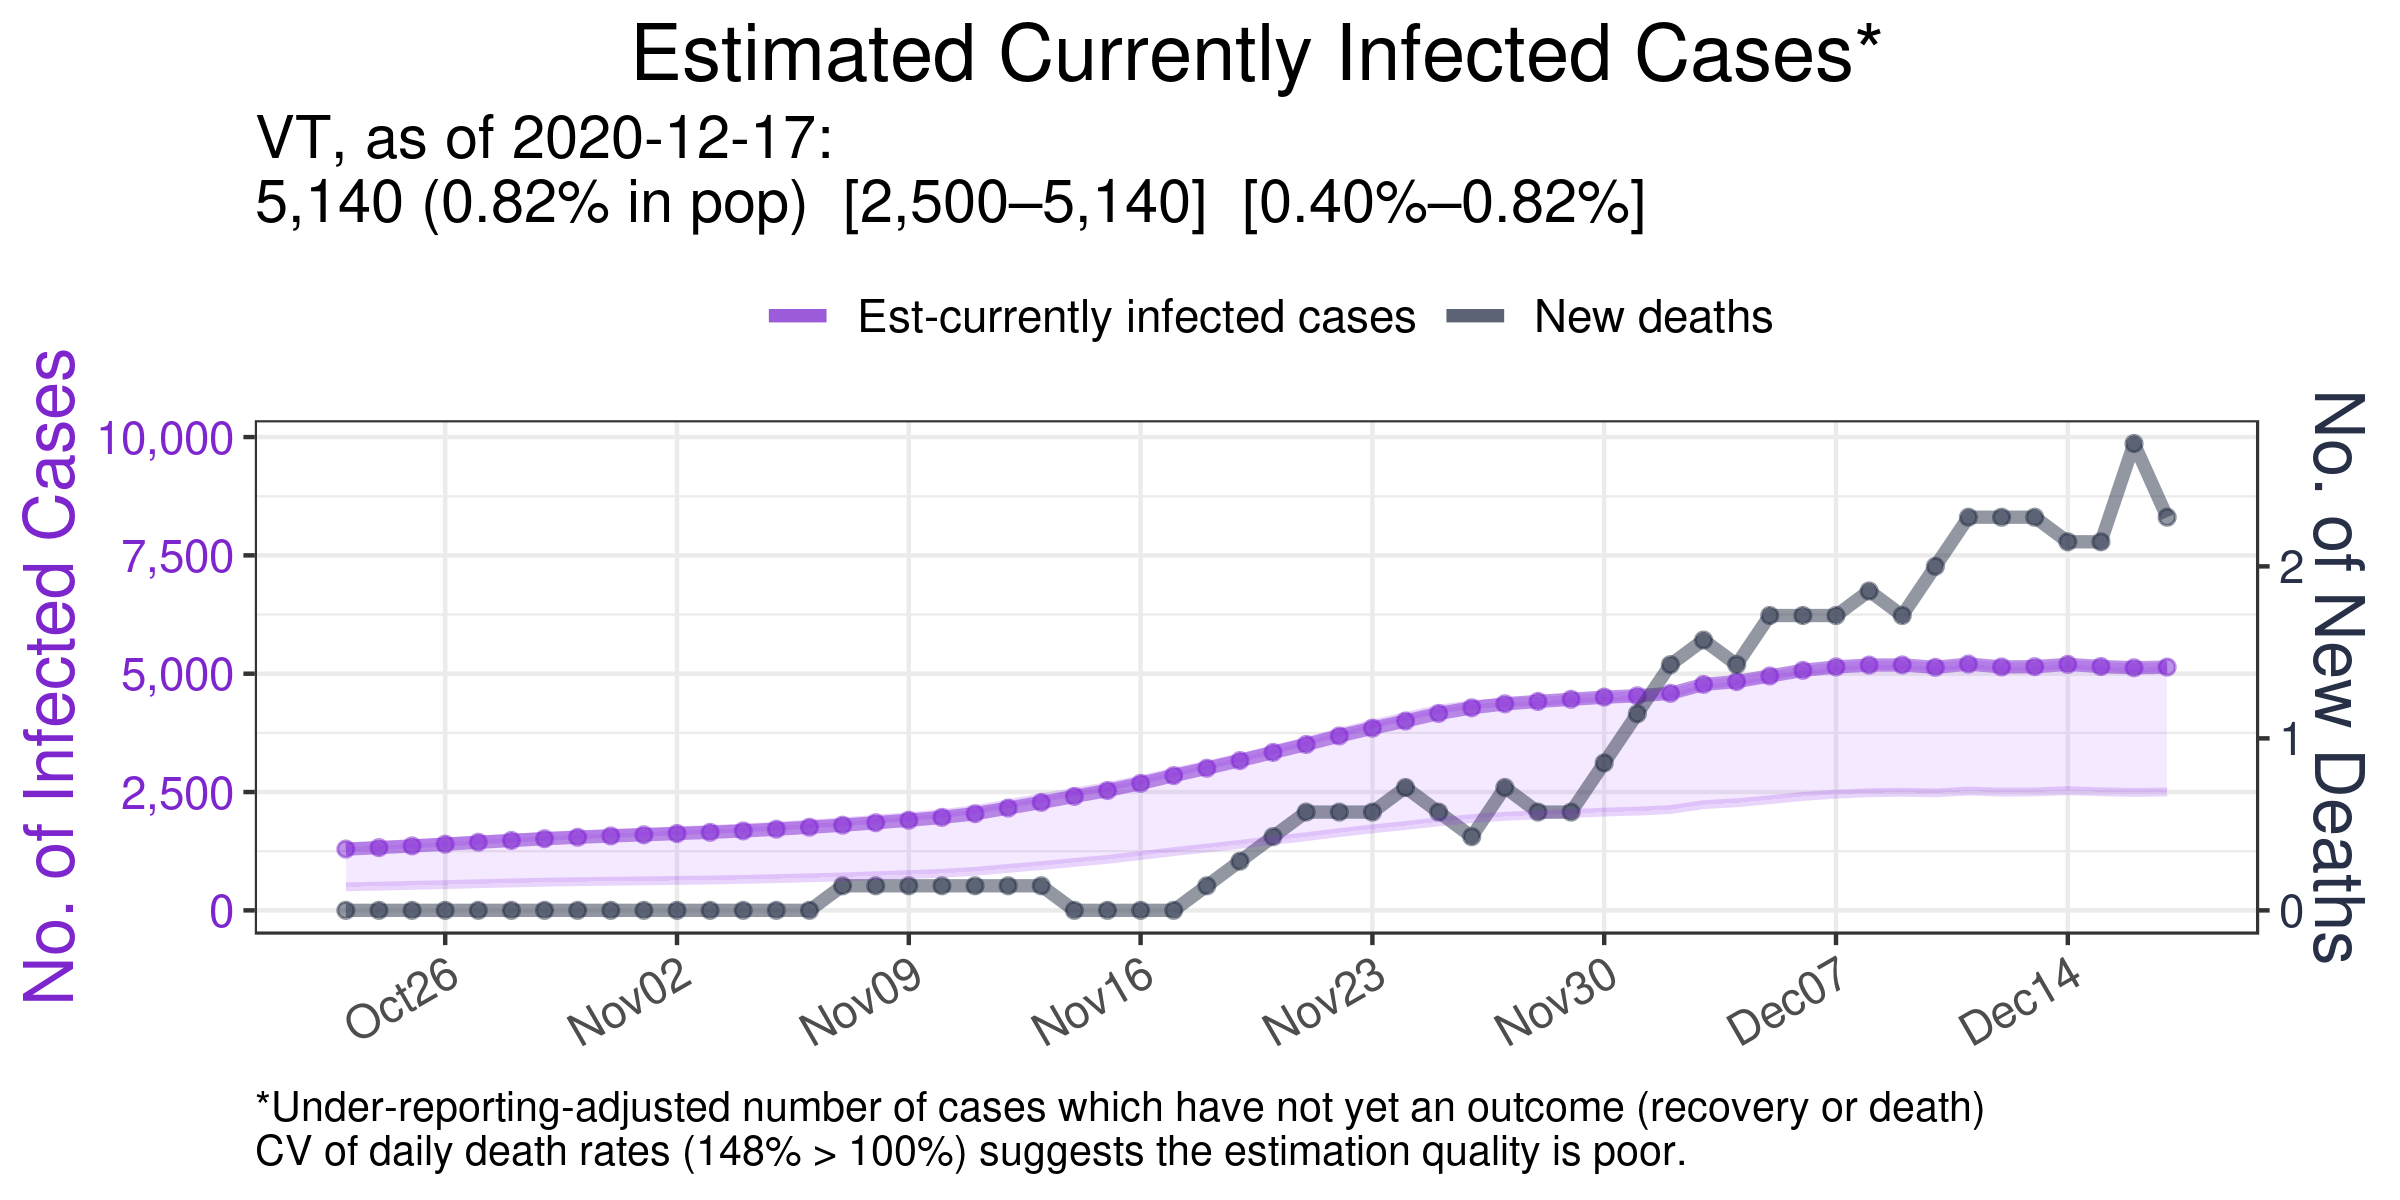 Estimated Currently Infected Cases*
VT, as of 2020-12-17:
5,140 (0.82% in pop)  [2,500–5,140]  [0.40%–0.82%]
Est-currently infected cases
New deaths
No. of Infected Cases
10,000
7,500
5,000
2,500
0
2
1
0
No. of New Deaths
Oct26
Nov02
Nov09
Nov16
Nov23
Nov30
Dec07
Dec14
*Under-reporting-adjusted number of cases which have not yet an outcome (recovery or death)
CV of daily death rates (148% > 100%) suggests the estimation quality is poor.